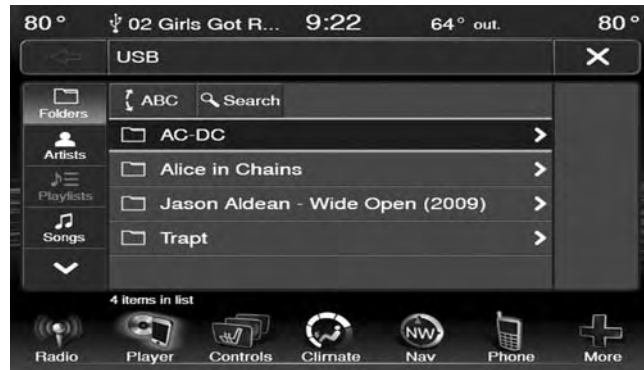 80° 02 Girls Got R... 9:22 64° out. 80°
USB
ABC Search
Folders
AC-DC
Artists
Alice in Chains
Playlists
Jason Aldean - Wide Open (2009)
Songs
Trapt
4 items in list
NW
Radio Player Controls Climate Nav Phone More